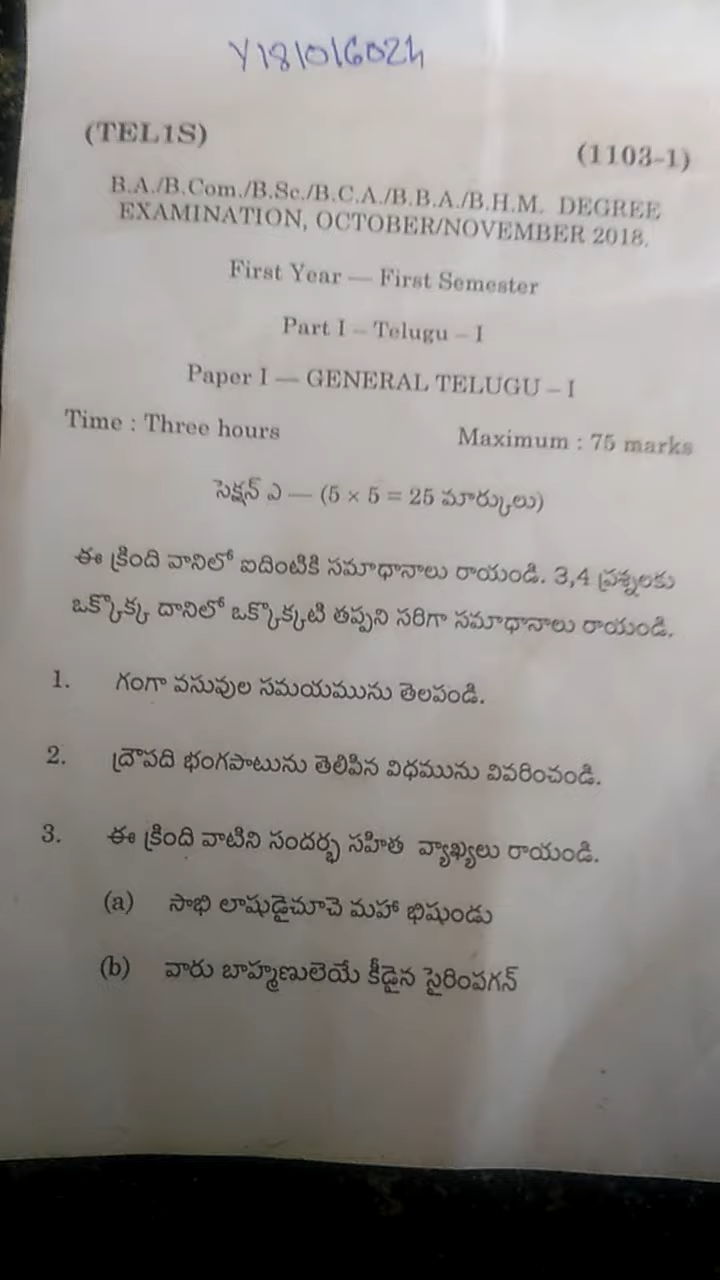 Y181016024
(TEL1S)
(1103-1)
B.A./B.Com./B.Sc./B.C.A./B.B.A./B.H.M. DEGREE
EXAMINATION, OCTOBER/NOVEMBER 2018.
First Year — First Semester
Part I – Telugu – I
Paper I — GENERAL TELUGU – I
Time : Three hours
Maximum : 75 marks
సెక్షన్ ఎ — (5 × 5 = 25 మార్కులు)
ఈ క్రింది వానిలో ఐదింటికి సమాధానాలు రాయండి. 3,4 ప్రశ్నలకు
ఒక్కొక్క దానిలో ఒక్కొక్కటి తప్పని సరిగా సమాధానాలు రాయండి.
1. గంగా వసువుల సమయమును తెలపండి.
2. ద్రౌపది భంగపాటును తెలిపిన విధమును వివరించండి.
3. ఈ క్రింది వాటిని సందర్భ సహిత వ్యాఖ్యలు రాయండి.
(a) సాభి లాషుడైచూచె మహా భిషుండు
(b) వారు బాహ్మణులెయే కీడైన సైరింపగన్